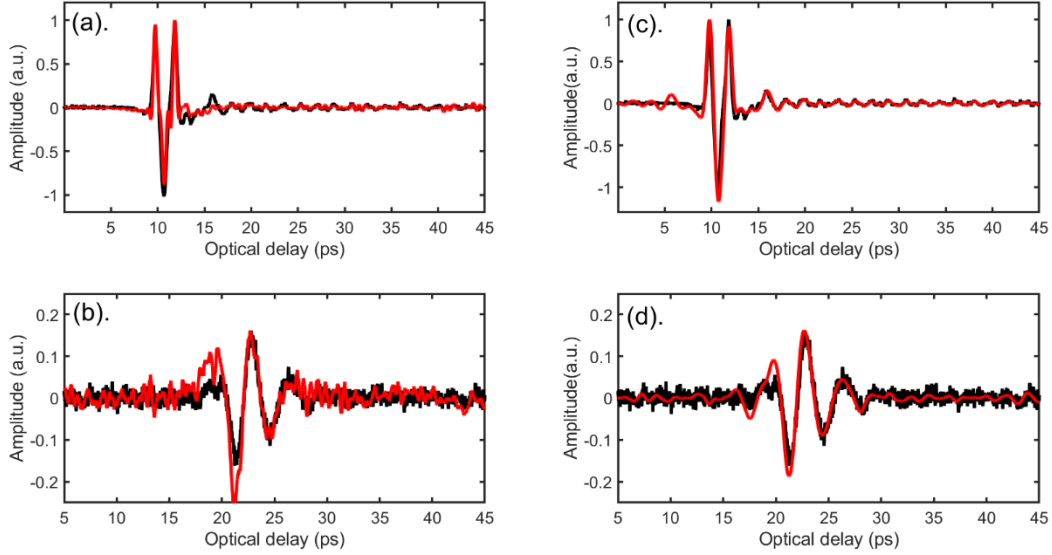 (a).
Amplitude (a.u.)
1
0.5
0
-0.5
-1
5 10 15 20 25 30 35 40 45
Optical delay (ps)
(c).
Amplitude(a.u.)
1
0.5
0
-0.5
-1
5 10 15 20 25 30 35 40 45
Optical delay (ps)
(b).
Amplitude (a.u.)
0.2
0.1
0
-0.1
-0.2
5 10 15 20 25 30 35 40 45
Optical delay (ps)
(d).
Amplitude(a.u.)
0.2
0.1
0
-0.1
-0.2
5 10 15 20 25 30 35 40 45
Optical delay (ps)